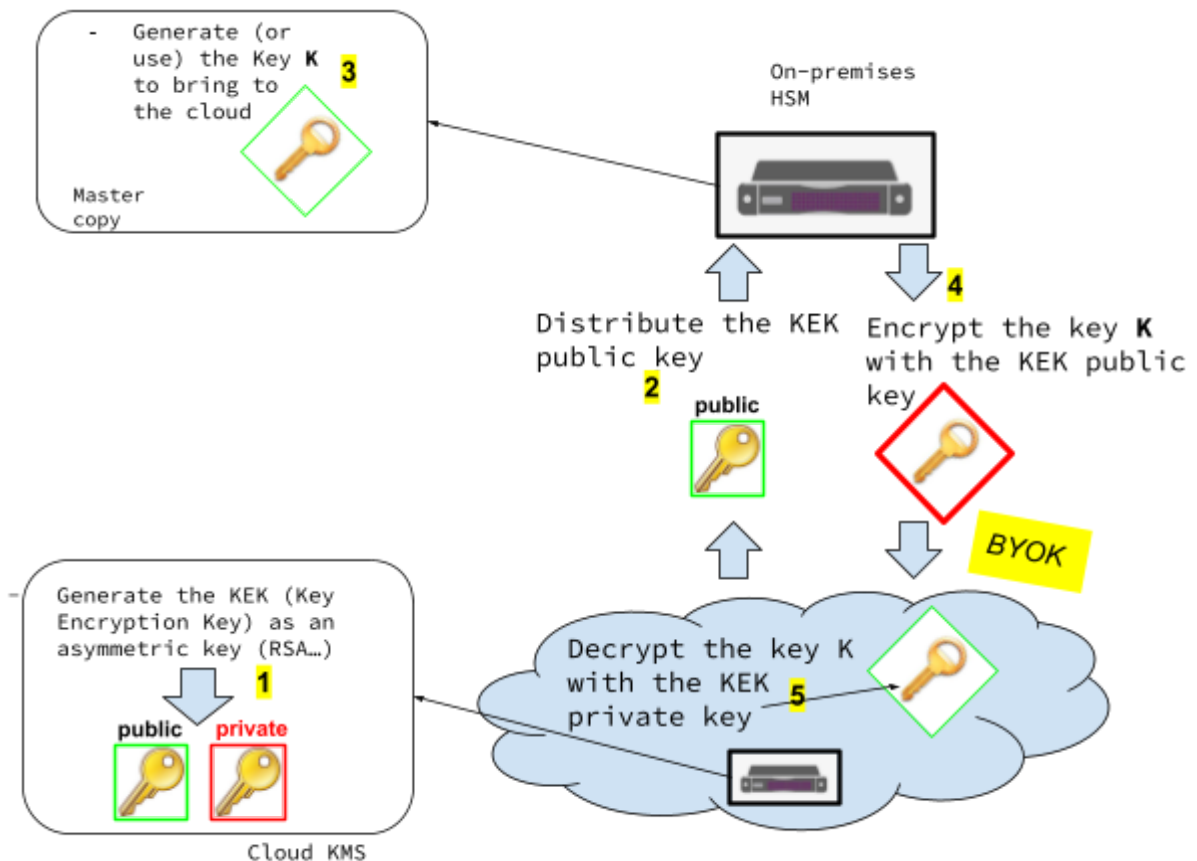 - Generate (or
use) the Key K
to bring to
the cloud
3
Master
copy
On-premises
HSM
4
Distribute the KEK
public key
2
public
Encrypt the key K
with the KEK public
key
BYOK
- Generate the KEK (Key
Encryption Key) as an
asymmetric key (RSA…)
1
public private
Cloud KMS
Decrypt the key K
with the KEK
private key
5